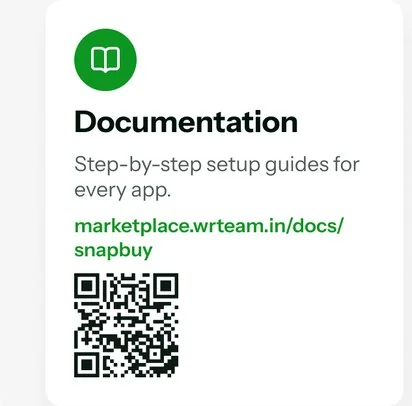 Documentation
Step-by-step setup guides for
every app.
marketplace.wrteam.in/docs/
snapbuy